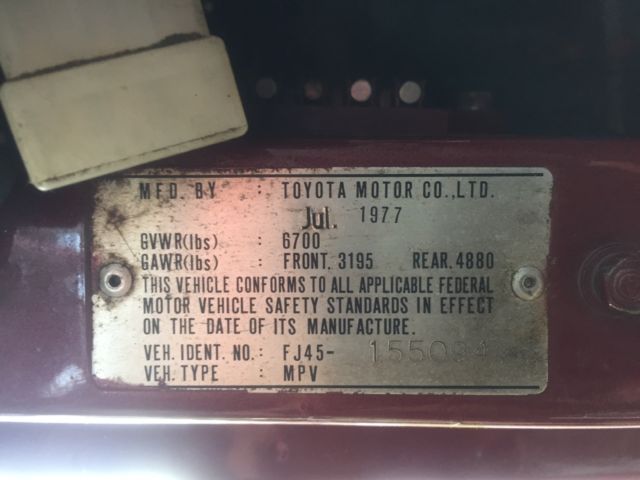 MFD. BY : TOYOTA MOTOR CO.,LTD.
Jul. 1977
GVWR(lbs) : 6700
GAWR(lbs) : FRONT. 3195 REAR. 4880
THIS VEHICLE CONFORMS TO ALL APPLICABLE FEDERAL
MOTOR VEHICLE SAFETY STANDARDS IN EFFECT
ON THE DATE OF ITS MANUFACTURE.
VEH. IDENT. NO. : FJ45-
VEH. TYPE : MPV